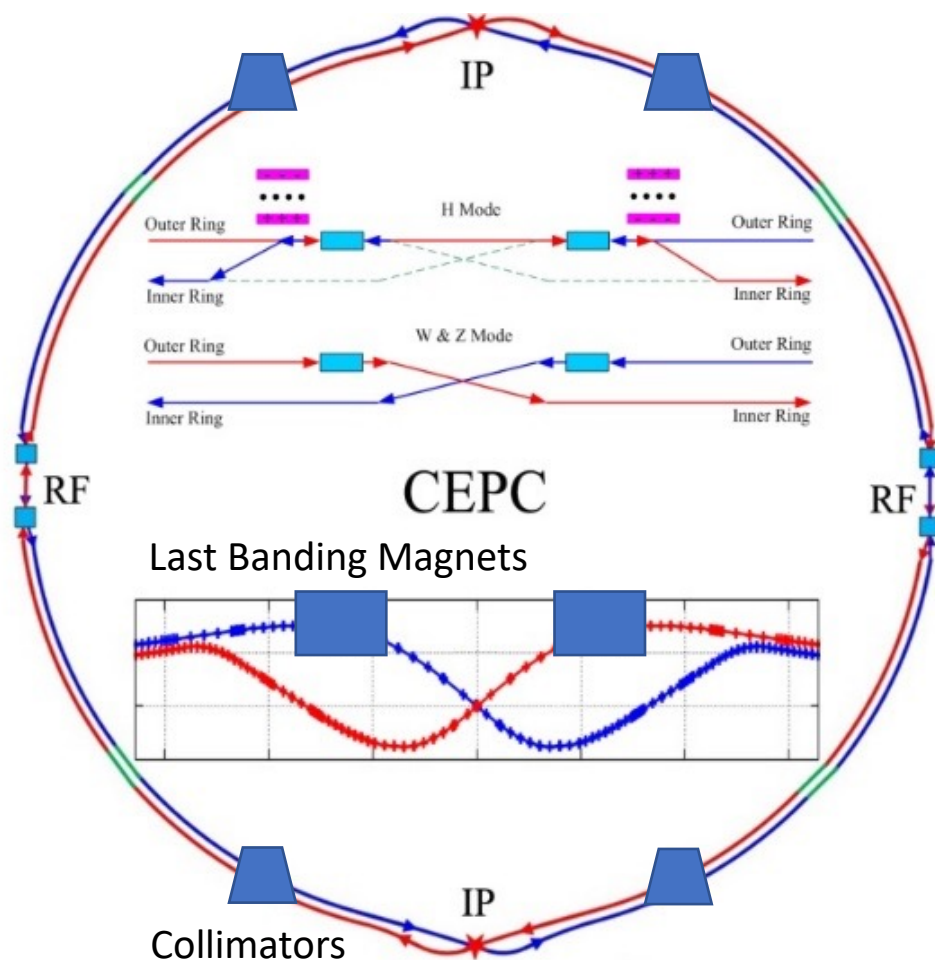 IP
- - -
+ + +
+ + +
- - -
H Mode
Outer Ring
Outer Ring
Inner Ring
Inner Ring
W & Z Mode
Outer Ring
Outer Ring
Inner Ring
Inner Ring
RF
CEPC
RF
Last Banding Magnets
IP
Collimators